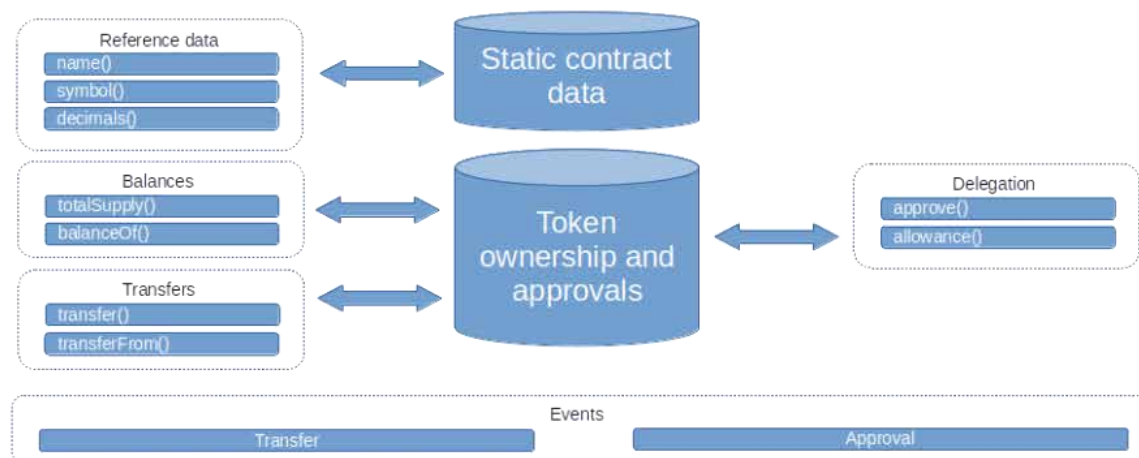 Reference data
name()
symbol()
decimals()
Static contract
data
Balances
totalSupply()
balanceOf()
Token
ownership and
approvals
Delegation
approve()
allowance()
Transfers
transfer()
transferFrom()
Events
Transfer
Approval